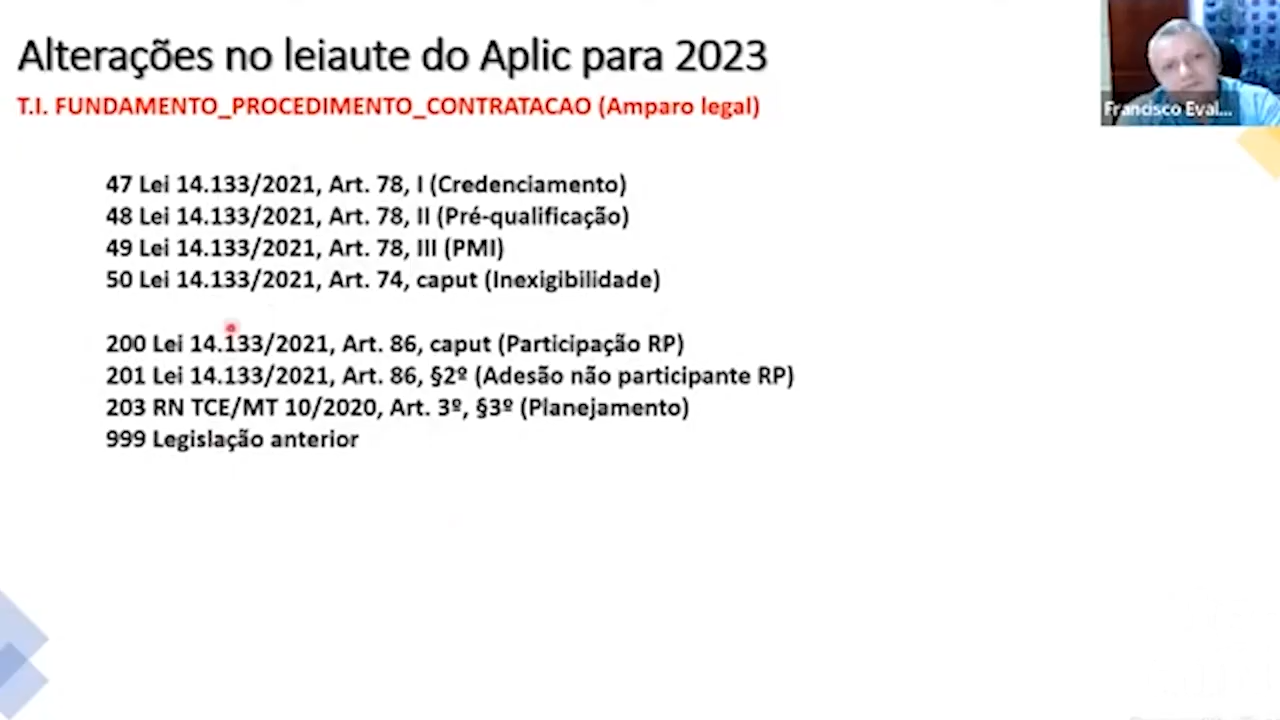 Alterações no leiaute do Aplic para 2023
T.I. FUNDAMENTO_PROCEDIMENTO_CONTRATACAO (Amparo legal)
Francisco Eval...
47 Lei 14.133/2021, Art. 78, I (Credenciamento)
48 Lei 14.133/2021, Art. 78, II (Pré-qualificação)
49 Lei 14.133/2021, Art. 78, III (PMI)
50 Lei 14.133/2021, Art. 74, caput (Inexigibilidade)
200 Lei 14.133/2021, Art. 86, caput (Participação RP)
201 Lei 14.133/2021, Art. 86, §2º (Adesão não participante RP)
203 RN TCE/MT 10/2020, Art. 3º, §3º (Planejamento)
999 Legislação anterior